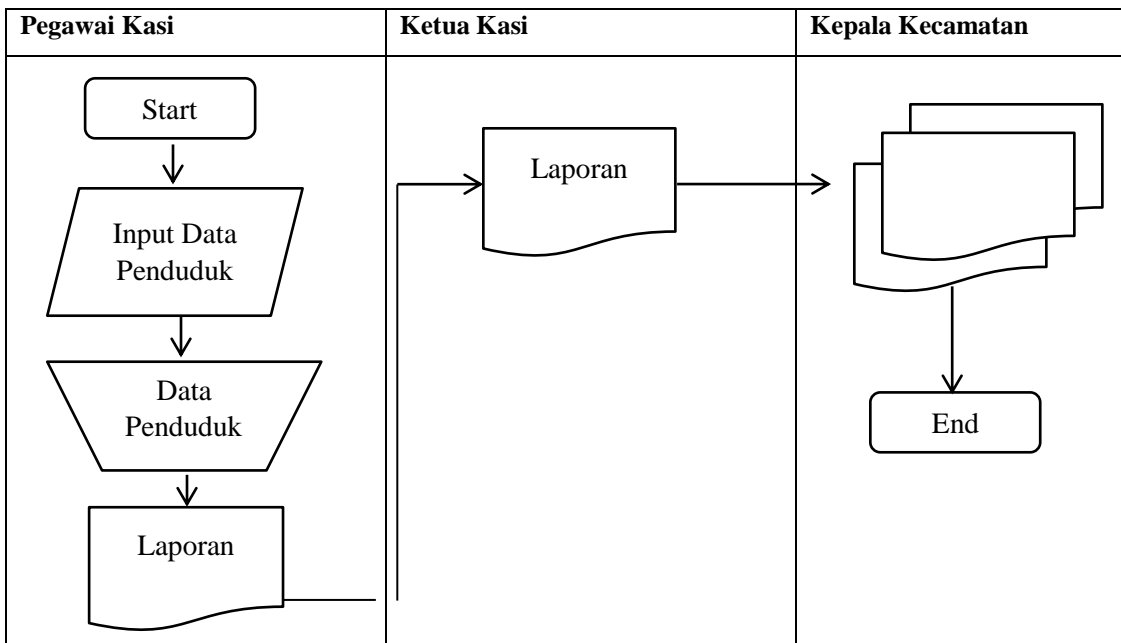 Pegawai Kasi
Ketua Kasi
Kepala Kecamatan
Start
Input Data
Penduduk
Data
Penduduk
Laporan
Laporan
End